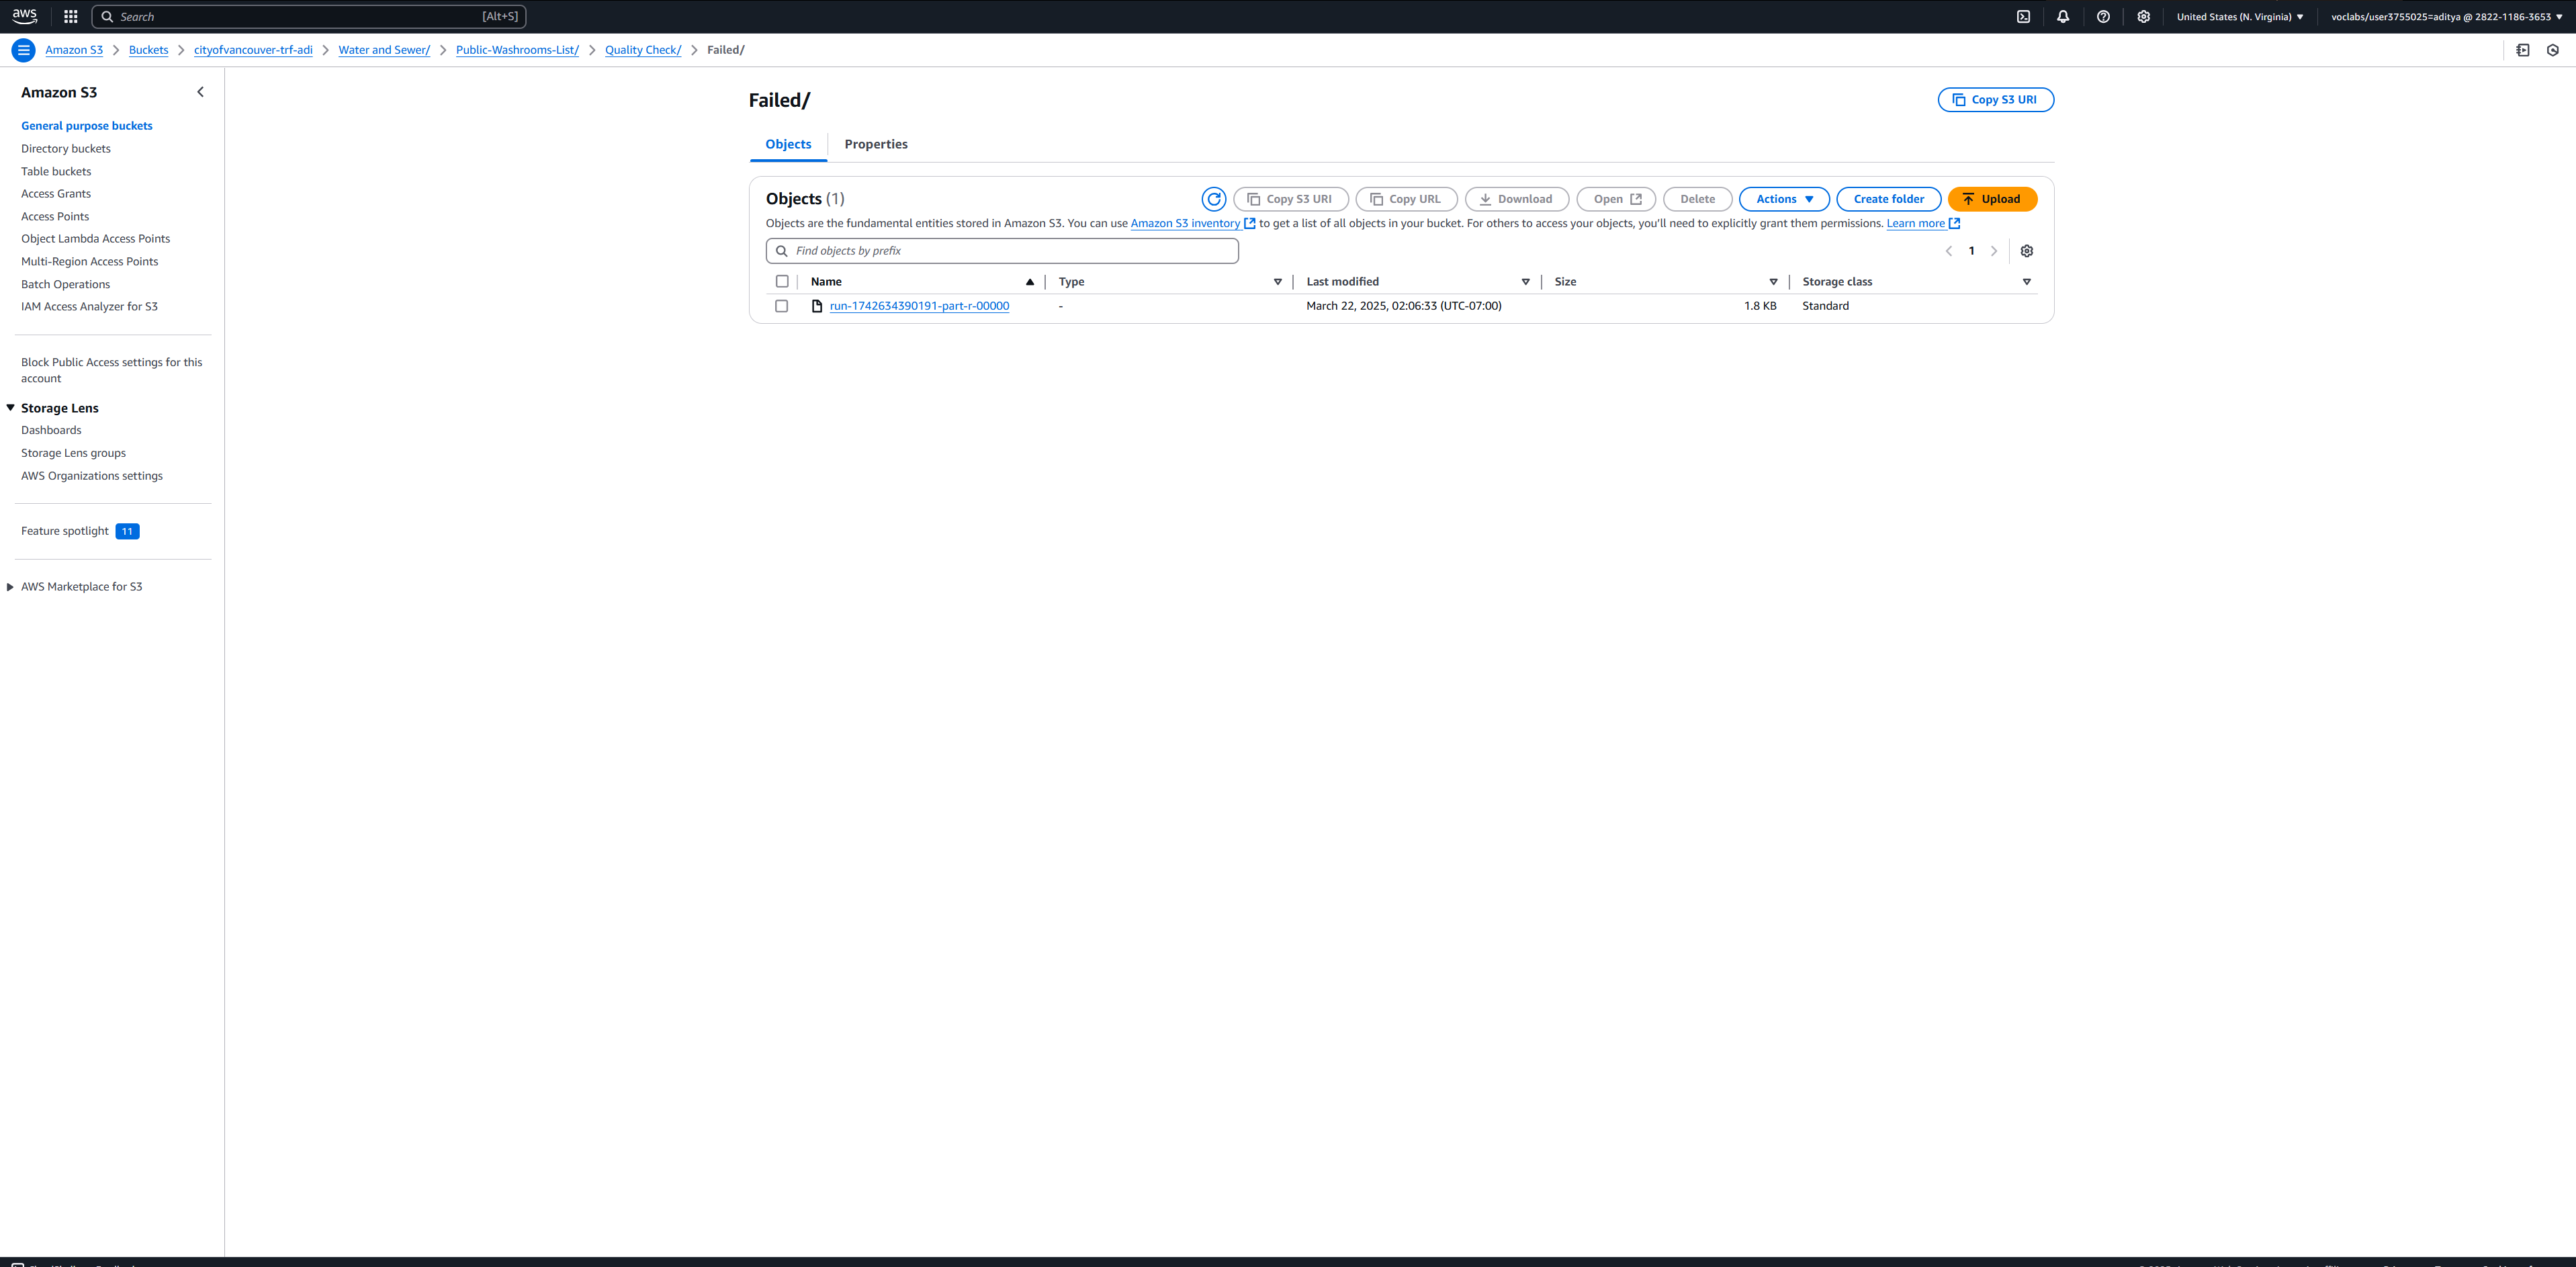 aws Search [Alt+S] United States (N. Virginia) voclabs/user3755025=aditya @ 2822-1186-3653
Amazon S3 Buckets cityofvancouver-trf-adi Water and Sewer/ Public-Washrooms-List/ Quality Check/ Failed/
Amazon S3
General purpose buckets
Directory buckets
Table buckets
Access Grants
Access Points
Object Lambda Access Points
Multi-Region Access Points
Batch Operations
IAM Access Analyzer for S3
Block Public Access settings for this
account
Storage Lens
Dashboards
Storage Lens groups
AWS Organizations settings
Feature spotlight 11
AWS Marketplace for S3
Failed/
Copy S3 URI
Objects Properties
Objects (1)
Copy S3 URI Copy URL Download Open Delete Actions Create folder Upload
Objects are the fundamental entities stored in Amazon S3. You can use Amazon S3 inventory to get a list of all objects in your bucket. For others to access your objects, you'll need to explicitly grant them permissions. Learn more
Find objects by prefix
1
Name Type Last modified Size Storage class
run-1742634390191-part-r-00000 - March 22, 2025, 02:06:33 (UTC-07:00) 1.8 KB Standard